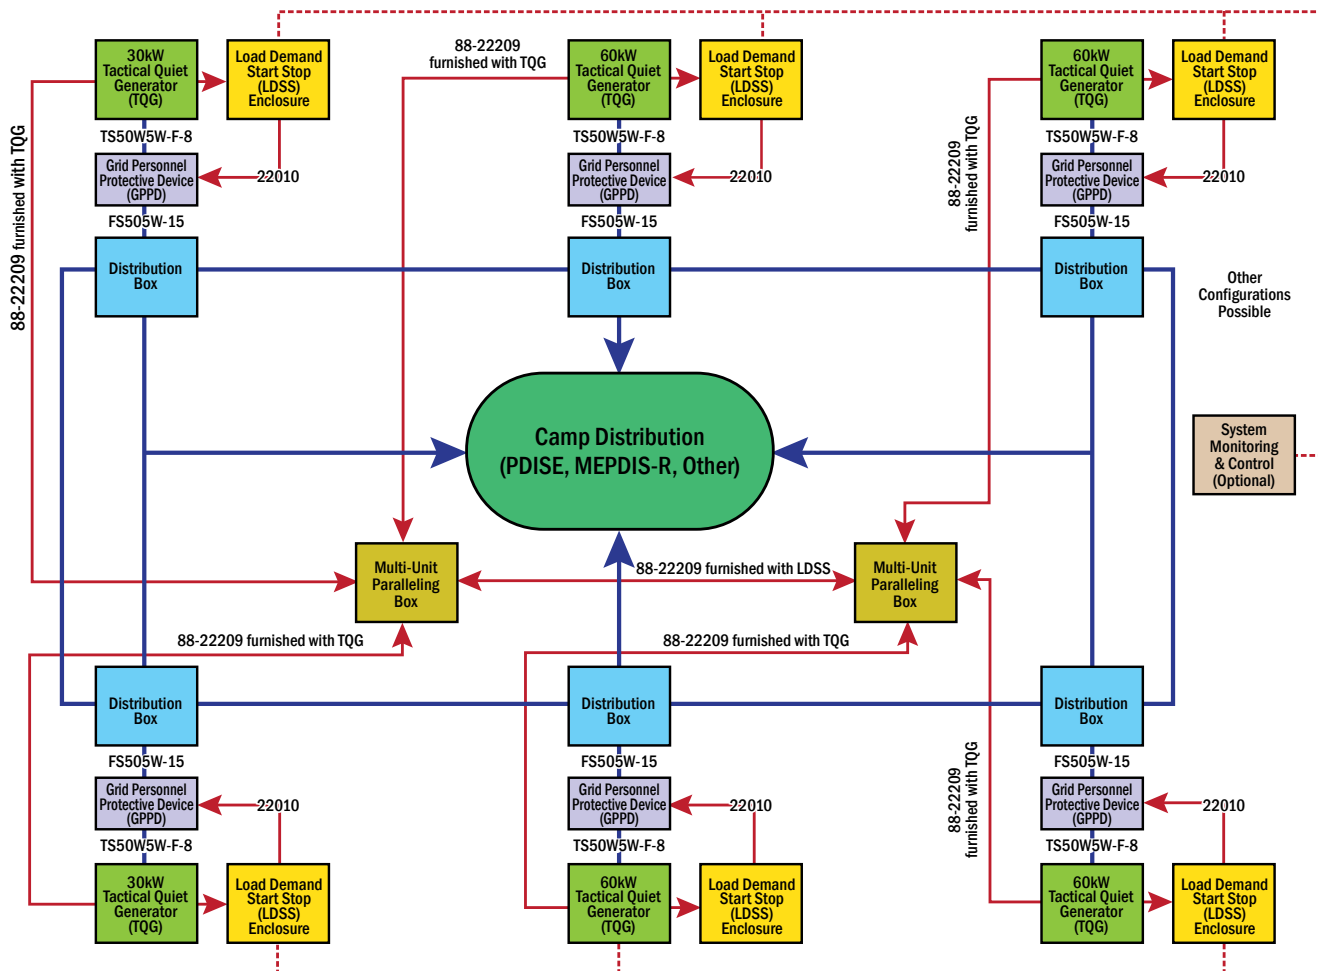 88-22209
furnished with TQG
30kW
Tactical Quiet
Generator
(TQG)
Load Demand
Start Stop
(LDSS)
Enclosure
60kW
Tactical Quiet
Generator
(TQG)
Load Demand
Start Stop
(LDSS)
Enclosure
60kW
Tactical Quiet
Generator
(TQG)
Load Demand
Start Stop
(LDSS)
Enclosure
TS50W5W-F-8
TS50W5W-F-8
TS50W5W-F-8
Grid Personnel
Protective Device
(GPPD)
22010
Grid Personnel
Protective Device
(GPPD)
22010
Grid Personnel
Protective Device
(GPPD)
22010
88-22209 furnished with TQG
88-22209
furnished with TQG
FS505W-15
FS505W-15
FS505W-15
Distribution
Box
Distribution
Box
Distribution
Box
Other
Configurations
Possible
Camp Distribution
(PDISE, MEPDIS-R, Other)
System
Monitoring
& Control
(Optional)
Multi-Unit
Paralleling
Box
88-22209 furnished with LDSS
Multi-Unit
Paralleling
Box
88-22209 furnished with TQG
88-22209 furnished with TQG
Distribution
Box
Distribution
Box
Distribution
Box
FS505W-15
FS505W-15
FS505W-15
88-22209
furnished with TQG
Grid Personnel
Protective Device
(GPPD)
22010
Grid Personnel
Protective Device
(GPPD)
22010
Grid Personnel
Protective Device
(GPPD)
22010
TS50W5W-F-8
TS50W5W-F-8
TS50W5W-F-8
30kW
Tactical Quiet
Generator
(TQG)
Load Demand
Start Stop
(LDSS)
Enclosure
60kW
Tactical Quiet
Generator
(TQG)
Load Demand
Start Stop
(LDSS)
Enclosure
60kW
Tactical Quiet
Generator
(TQG)
Load Demand
Start Stop
(LDSS)
Enclosure